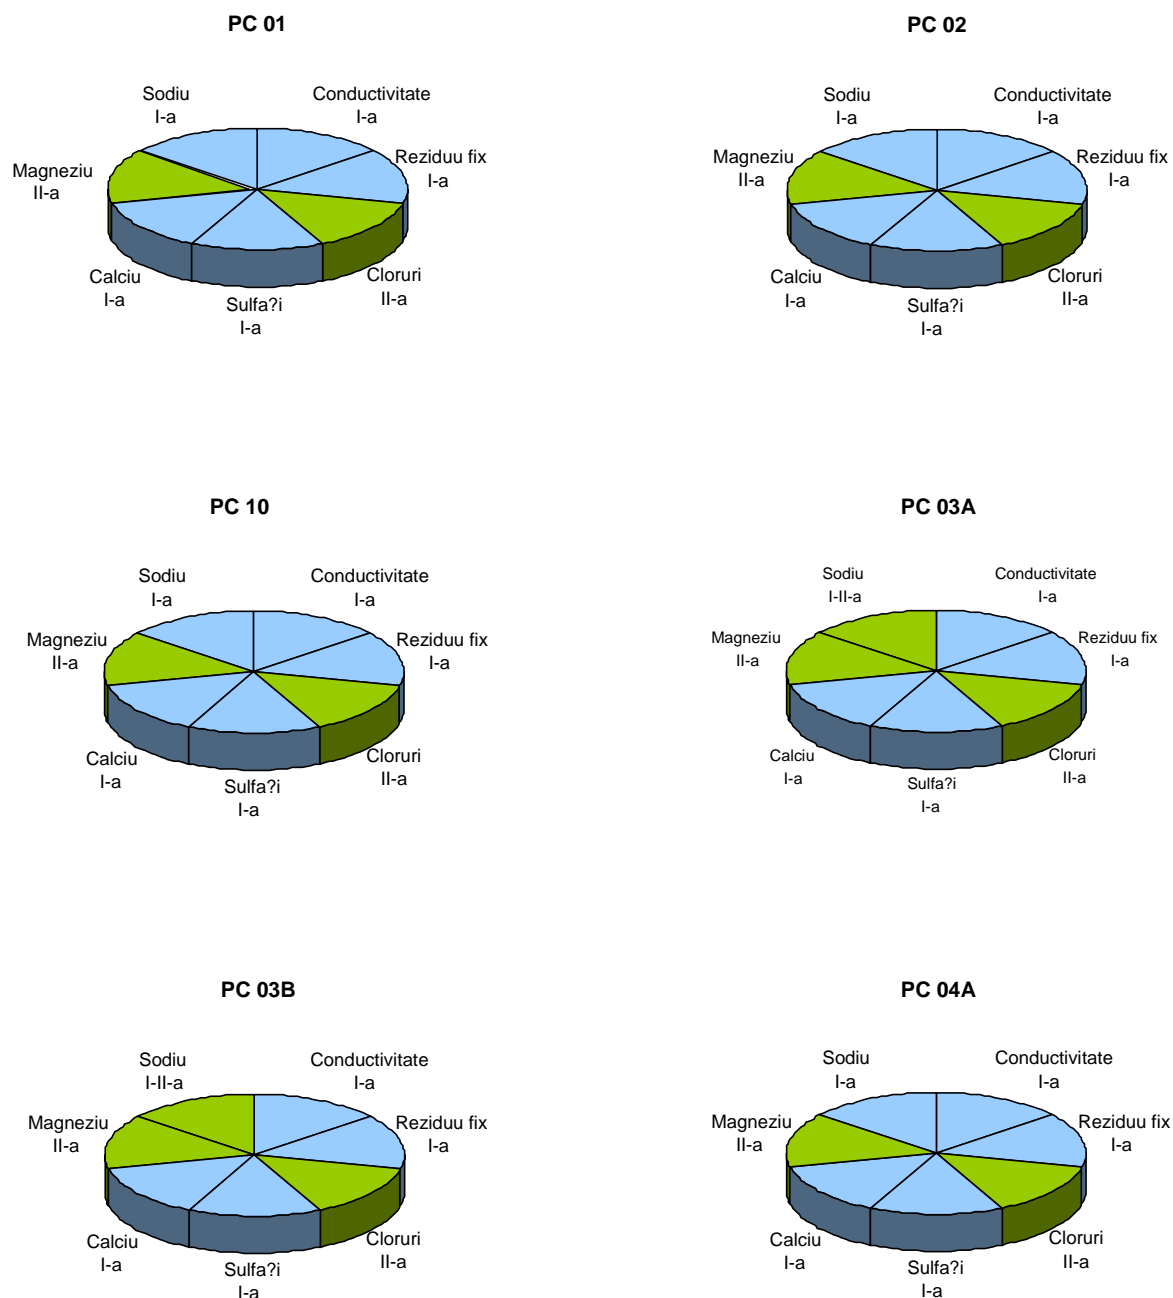 PC 01
Sodiu
I-a
Conductivitate
I-a
Reziduu fix
I-a
Magneziu
II-a
Calciu
I-a
Sulfa?i
I-a
Cloruri
II-a
PC 02
Sodiu
I-a
Conductivitate
I-a
Reziduu fix
I-a
Magneziu
II-a
Calciu
I-a
Sulfa?i
I-a
Cloruri
II-a
PC 10
Sodiu
I-a
Conductivitate
I-a
Reziduu fix
I-a
Magneziu
II-a
Calciu
I-a
Sulfa?i
I-a
Cloruri
II-a
PC 03A
Sodiu
I-II-a
Conductivitate
I-a
Reziduu fix
I-a
Magneziu
II-a
Calciu
I-a
Sulfa?i
I-a
Cloruri
II-a
PC 03B
Sodiu
I-II-a
Conductivitate
I-a
Reziduu fix
I-a
Magneziu
II-a
Calciu
I-a
Sulfa?i
I-a
Cloruri
II-a
PC 04A
Sodiu
I-a
Conductivitate
I-a
Reziduu fix
I-a
Magneziu
II-a
Calciu
I-a
Sulfa?i
I-a
Cloruri
II-a